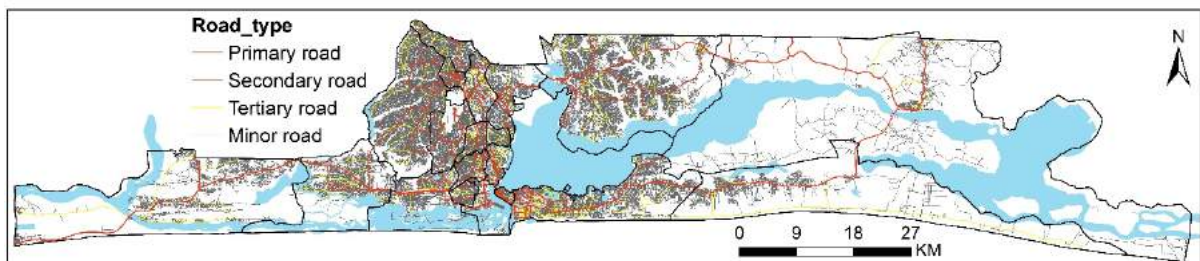 Road_type
Primary road
Secondary road
Tertiary road
Minor road
N
0 9 18 27
KM